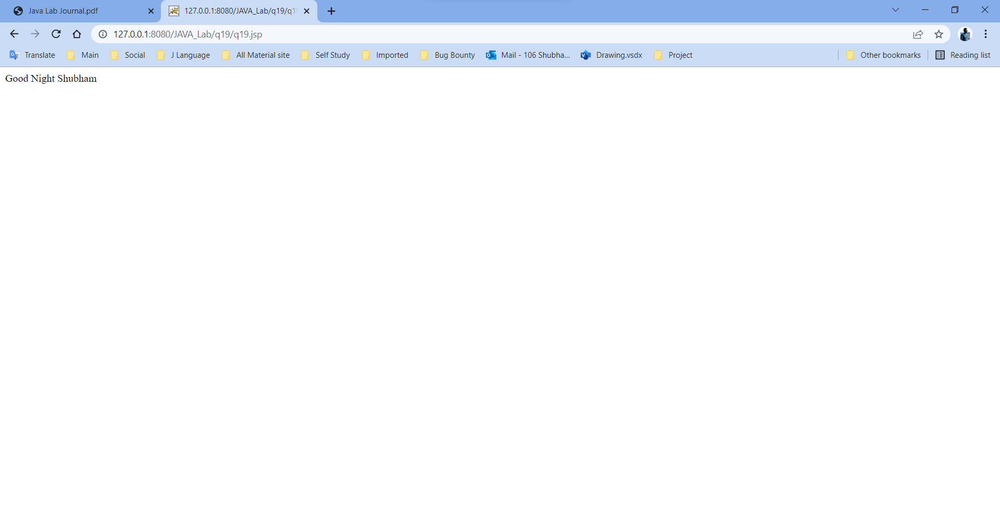 Java Lab Journal.pdf
127.0.0.1:8080/JAVA_Lab/q19/q19
127.0.0.1:8080/JAVA_Lab/q19/q19.jsp
Translate Main Social J Language All Material site Self Study Imported Bug Bounty Mail - 106 Shubha... Drawing.vsdx Project Other bookmarks Reading list
Good Night Shubham